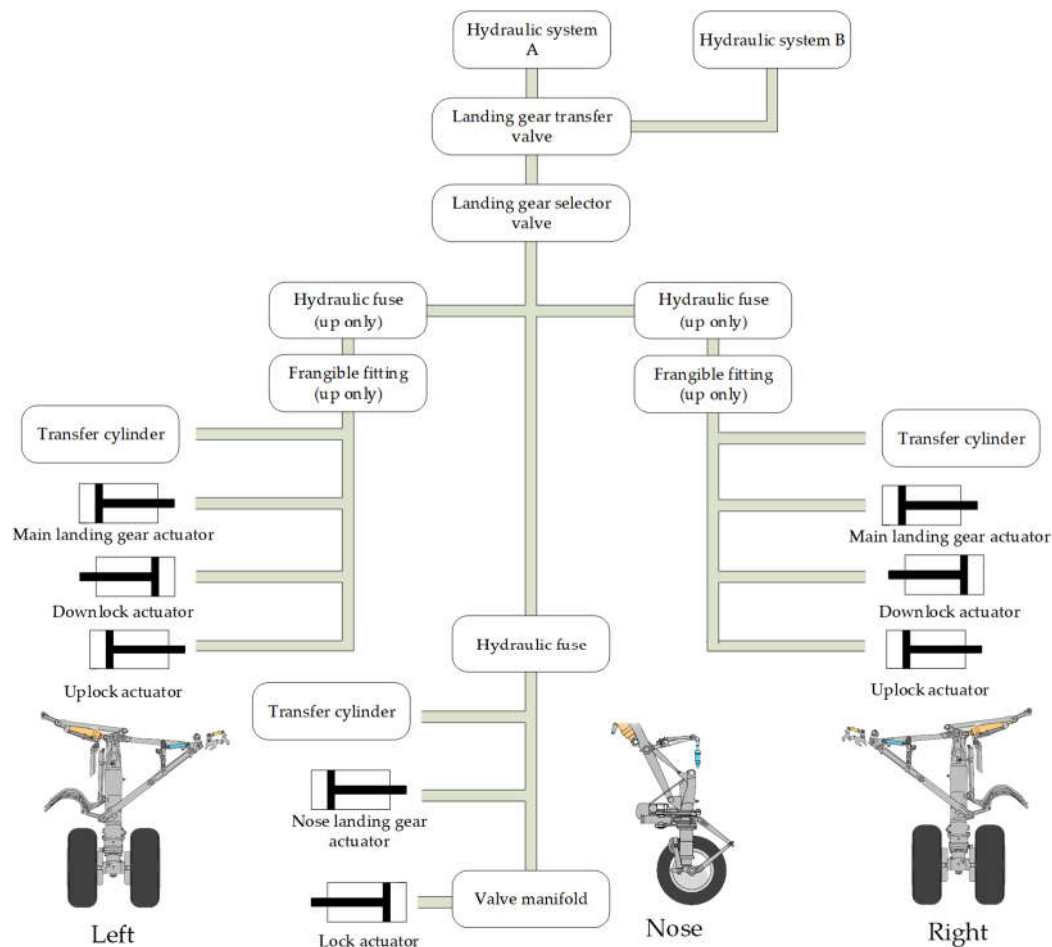 Hydraulic system
A
Hydraulic system B
Landing gear transfer
valve
Landing gear selector
valve
Hydraulic fuse
(up only)
Hydraulic fuse
(up only)
Frangible fitting
(up only)
Frangible fitting
(up only)
Transfer cylinder
Transfer cylinder
Main landing gear actuator
Main landing gear actuator
Downlock actuator
Downlock actuator
Hydraulic fuse
Uplock actuator
Uplock actuator
Transfer cylinder
Nose landing gear
actuator
Valve manifold
Lock actuator
Left
Nose
Right